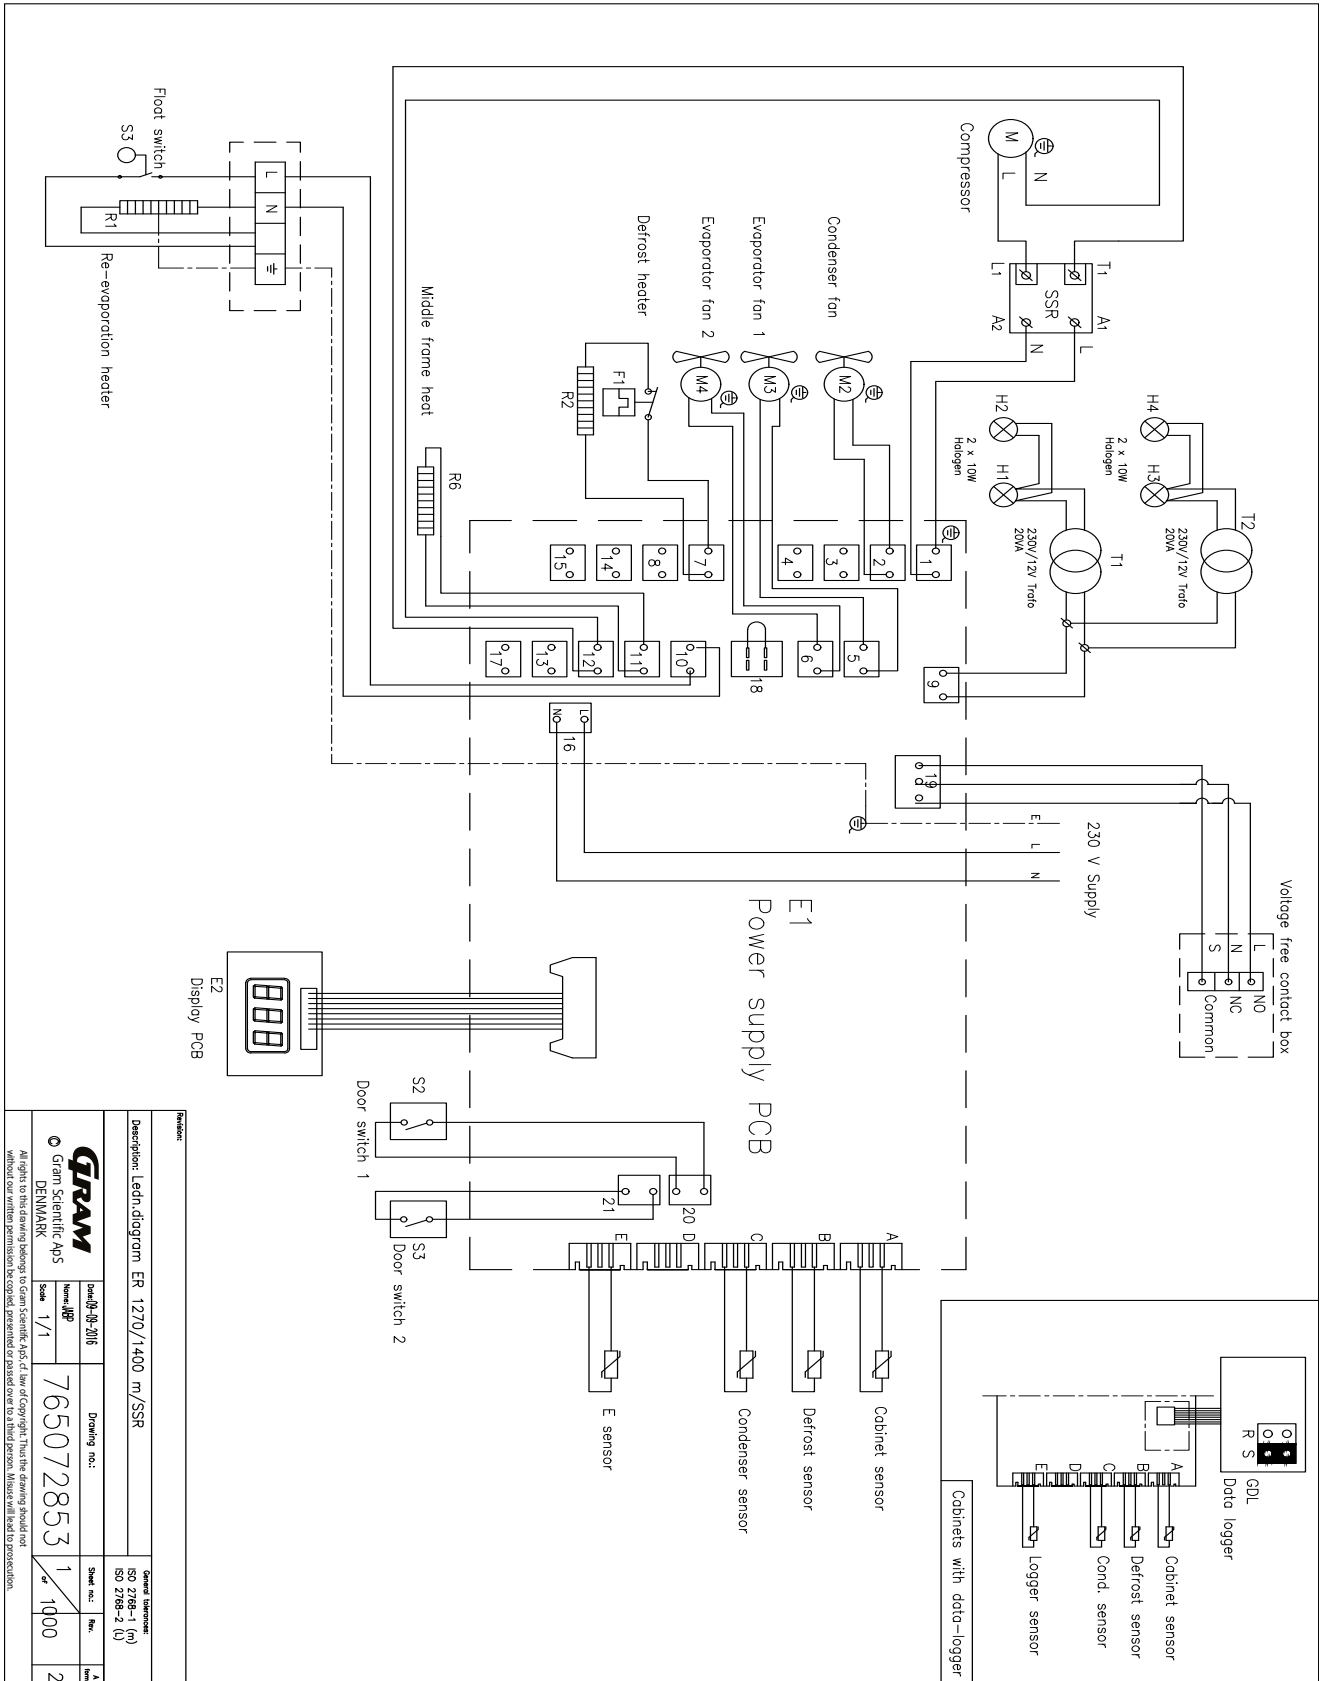 Voltage free contact box
L
N
S
NO
NC
Common
T2
230V/12V Trafo
20VA
H4
H3
2 x 10W
Halogen
T1
230V/12V Trafo
20VA
H2
H1
2 x 10W
Halogen
GDL
Data logger
O O
R S
A
B
C
D
E
Cabinet sensor
Defrost sensor
Cond. sensor
Logger sensor
Cabinets with data-logger
230 V Supply
E
L
N
T1
L1
SSR
A1
A2
L
N
M
N
L
Compressor
Condenser fan
M2
Evaporator fan 1
M3
Evaporator fan 2
M4
Defrost heater
F1
R2
Middle frame heat
R6
1
2
3
4
7
8
14
15
9
5
6
18
10
11
12
13
17
19
L
N
16
E1
Power supply PCB
20
21
A
B
C
D
E
Cabinet sensor
Defrost sensor
Condenser sensor
E sensor
S2
Door switch 1
S3
Door switch 2
E2
Display PCB
Float switch
S3
L
N
R1
Re-evaporation heater
Revision:
Description: Ledn.diagram ER 1270/1400 m/SSR
General tolerances:
ISO 2768-1 (m)
ISO 2768-2 (L)
GRAM
© Gram Scientific ApS
DENMARK
Date: 09-09-2016
Name: JABP
Scale 1/1
Drawing no.:
765072853
Sheet no.:
1 of 1000
Rev.
A
form
2
All rights to this drawing belongs to Gram Scientific ApS, cf. law of Copyright. Thus the drawing should not
without our written permission be copied, presented or passed over to a third person. Misuse will lead to prosecution.